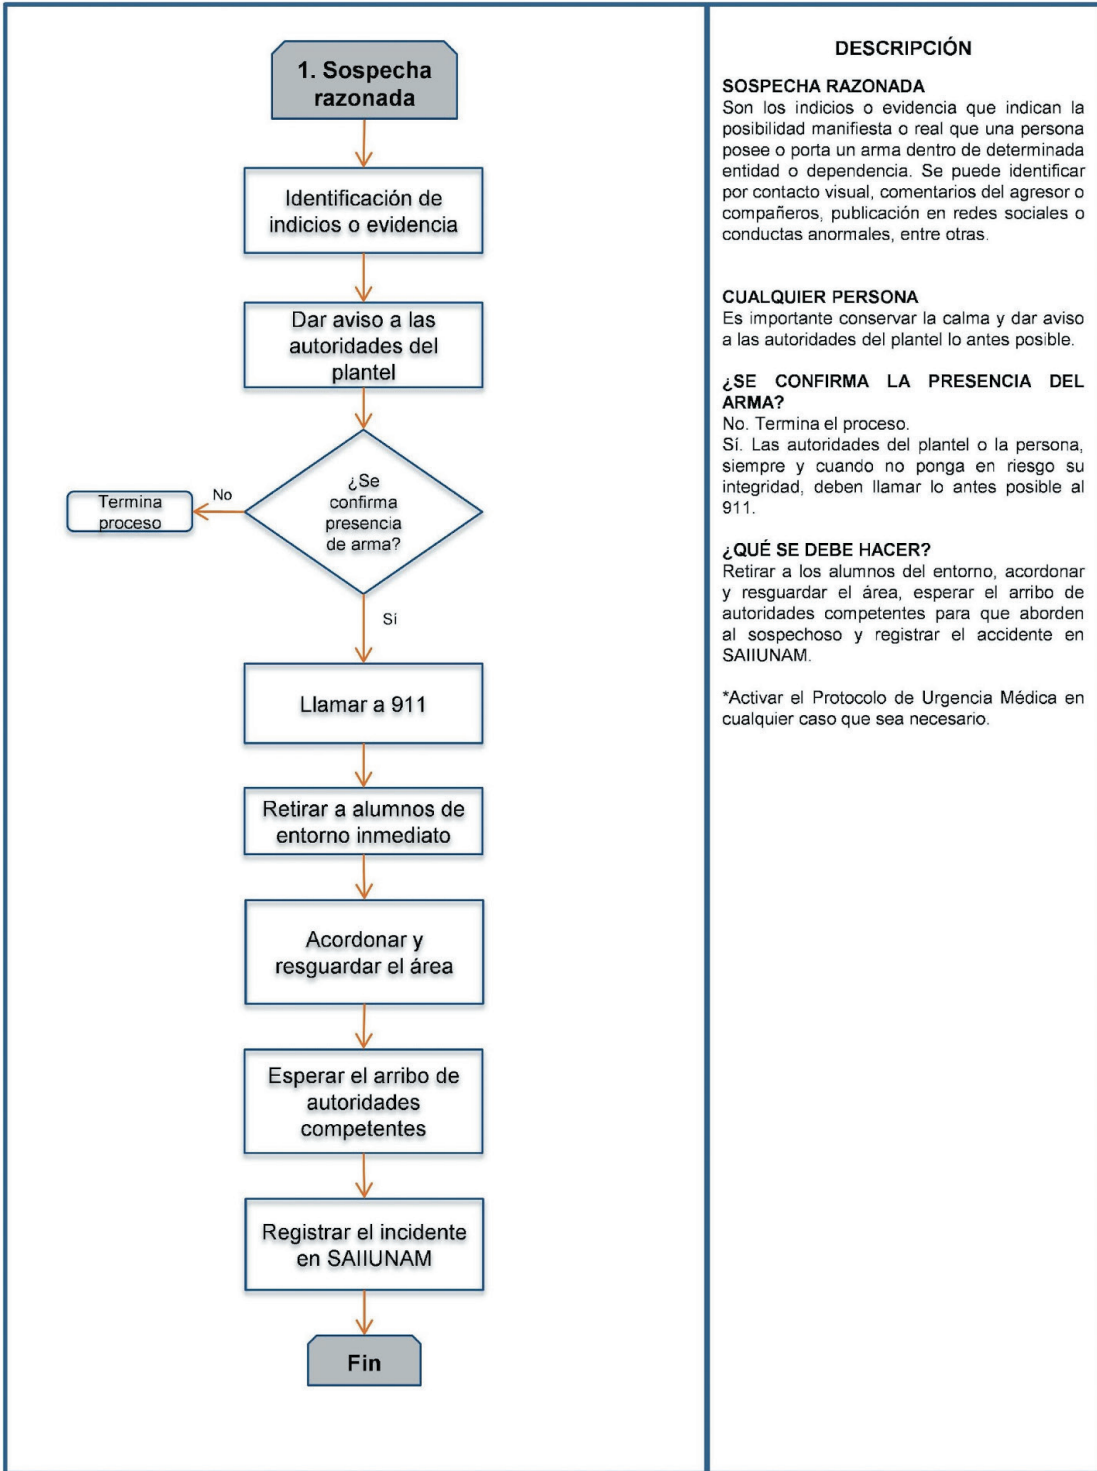 1. Sospecha
razonada
Identificación de
indicios o evidencia
Dar aviso a las
autoridades del
plantel
¿Se
confirma
presencia
de arma?
No
Termina
proceso
Sí
Llamar a 911
Retirar a alumnos de
entorno inmediato
Acordonar y
resguardar el área
Esperar el arribo de
autoridades
competentes
Registrar el incidente
en SAIIUNAM
Fin
DESCRIPCIÓN
SOSPECHA RAZONADA
Son los indicios o evidencia que indican la
posibilidad manifiesta o real que una persona
posee o porta un arma dentro de determinada
entidad o dependencia. Se puede identificar
por contacto visual, comentarios del agresor o
compañeros, publicación en redes sociales o
conductas anormales, entre otras.
CUALQUIER PERSONA
Es importante conservar la calma y dar aviso
a las autoridades del plantel lo antes posible.
¿SE CONFIRMA LA PRESENCIA DEL
ARMA?
No. Termina el proceso.
Sí. Las autoridades del plantel o la persona,
siempre y cuando no ponga en riesgo su
integridad, deben llamar lo antes posible al
911.
¿QUÉ SE DEBE HACER?
Retirar a los alumnos del entorno, acordonar
y resguardar el área, esperar el arribo de
autoridades competentes para que aborden
al sospechoso y registrar el accidente en
SAIIUNAM.
*Activar el Protocolo de Urgencia Médica en
cualquier caso que sea necesario.